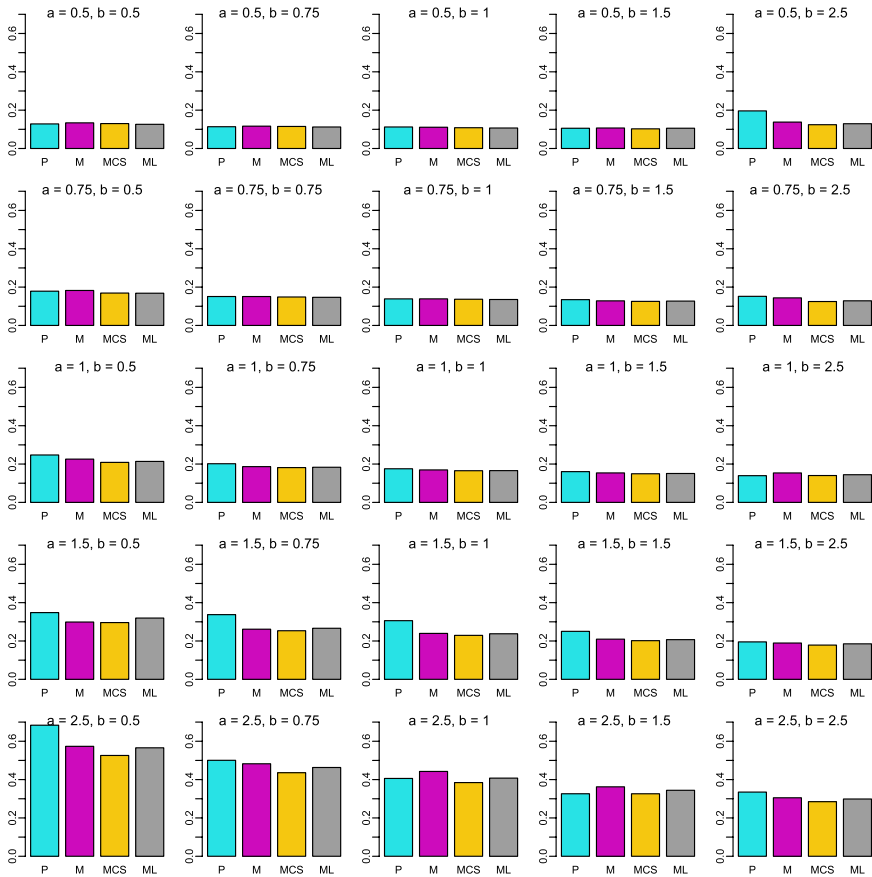 a = 0.5, b = 0.5
0.0 0.2 0.4 0.6
P M MCS ML
a = 0.5, b = 0.75
0.0 0.2 0.4 0.6
P M MCS ML
a = 0.5, b = 1
0.0 0.2 0.4 0.6
P M MCS ML
a = 0.5, b = 1.5
0.0 0.2 0.4 0.6
P M MCS ML
a = 0.5, b = 2.5
0.0 0.2 0.4 0.6
P M MCS ML
a = 0.75, b = 0.5
0.0 0.2 0.4 0.6
P M MCS ML
a = 0.75, b = 0.75
0.0 0.2 0.4 0.6
P M MCS ML
a = 0.75, b = 1
0.0 0.2 0.4 0.6
P M MCS ML
a = 0.75, b = 1.5
0.0 0.2 0.4 0.6
P M MCS ML
a = 0.75, b = 2.5
0.0 0.2 0.4 0.6
P M MCS ML
a = 1, b = 0.5
0.0 0.2 0.4 0.6
P M MCS ML
a = 1, b = 0.75
0.0 0.2 0.4 0.6
P M MCS ML
a = 1, b = 1
0.0 0.2 0.4 0.6
P M MCS ML
a = 1, b = 1.5
0.0 0.2 0.4 0.6
P M MCS ML
a = 1, b = 2.5
0.0 0.2 0.4 0.6
P M MCS ML
a = 1.5, b = 0.5
0.0 0.2 0.4 0.6
P M MCS ML
a = 1.5, b = 0.75
0.0 0.2 0.4 0.6
P M MCS ML
a = 1.5, b = 1
0.0 0.2 0.4 0.6
P M MCS ML
a = 1.5, b = 1.5
0.0 0.2 0.4 0.6
P M MCS ML
a = 1.5, b = 2.5
0.0 0.2 0.4 0.6
P M MCS ML
a = 2.5, b = 0.5
0.0 0.2 0.4 0.6
P M MCS ML
a = 2.5, b = 0.75
0.0 0.2 0.4 0.6
P M MCS ML
a = 2.5, b = 1
0.0 0.2 0.4 0.6
P M MCS ML
a = 2.5, b = 1.5
0.0 0.2 0.4 0.6
P M MCS ML
a = 2.5, b = 2.5
0.0 0.2 0.4 0.6
P M MCS ML